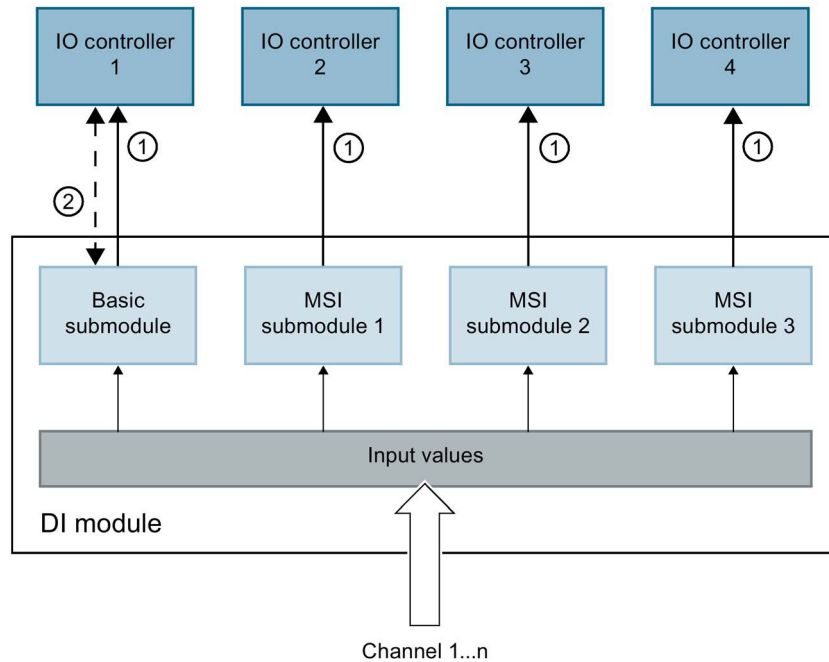 IO controller
1
IO controller
2
IO controller
3
IO controller
4
1
1
1
1
2
Basic
submodule
MSI
submodule 1
MSI
submodule 2
MSI
submodule 3
Input values
DI module
Channel 1...n